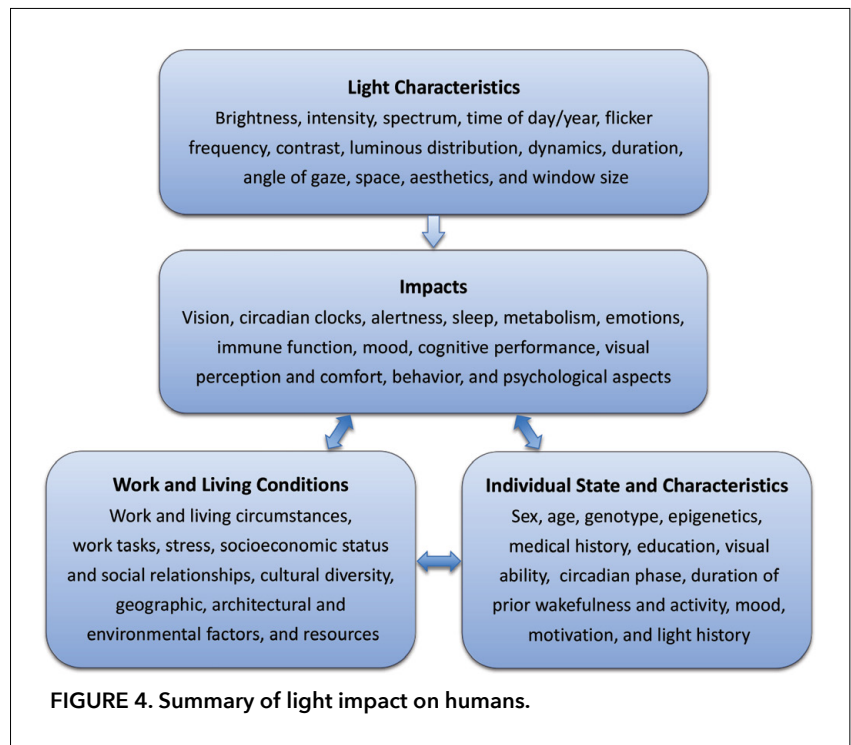 Light Characteristics
Brightness, intensity, spectrum, time of day/year, flicker
frequency, contrast, luminous distribution, dynamics, duration,
angle of gaze, space, aesthetics, and window size
Impacts
Vision, circadian clocks, alertness, sleep, metabolism, emotions,
immune function, mood, cognitive performance, visual
perception and comfort, behavior, and psychological aspects
Work and Living Conditions
Work and living circumstances,
work tasks, stress, socioeconomic status
and social relationships, cultural diversity,
geographic, architectural and
environmental factors, and resources
Individual State and Characteristics
Sex, age, genotype, epigenetics,
medical history, education, visual
ability, circadian phase, duration of
prior wakefulness and activity, mood,
motivation, and light history
FIGURE 4. Summary of light impact on humans.